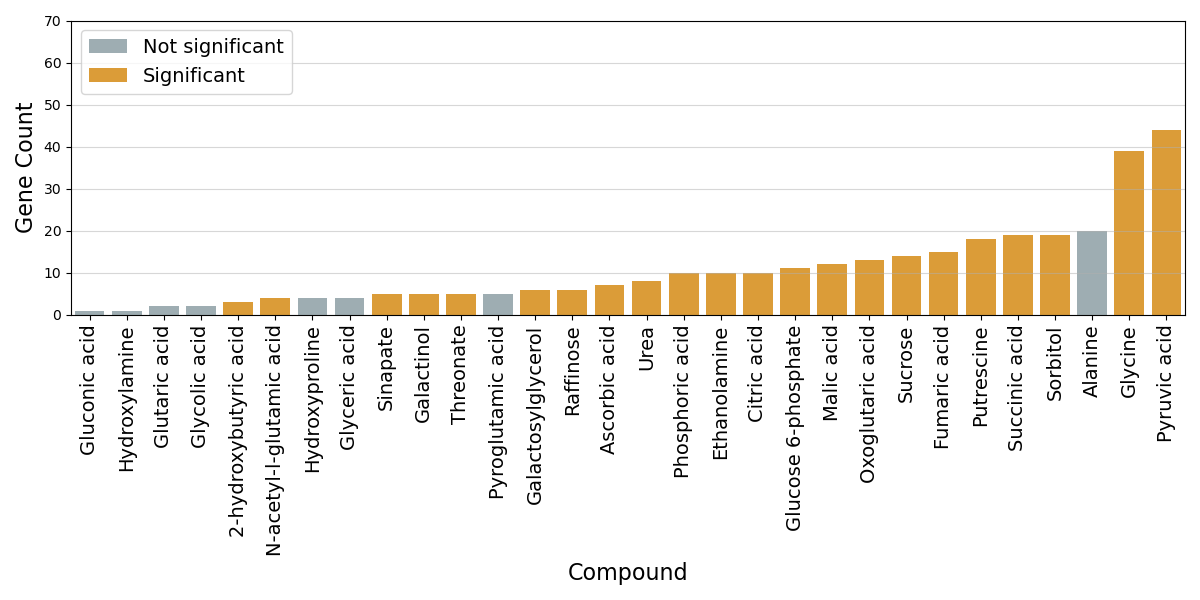 70
60
50
40
30
20
10
0
Gene Count
Not significant
Significant
Gluconic acid
Hydroxylamine
Glutaric acid
Glycolic acid
2-hydroxybutyric acid
N-acetyl-l-glutamic acid
Hydroxyproline
Glyceric acid
Sinapate
Galactinol
Threonate
Pyroglutamic acid
Galactosylglycerol
Raffinose
Ascorbic acid
Urea
Phosphoric acid
Ethanolamine
Citric acid
Glucose 6-phosphate
Malic acid
Oxoglutaric acid
Sucrose
Fumaric acid
Putrescine
Succinic acid
Sorbitol
Alanine
Glycine
Pyruvic acid
Compound